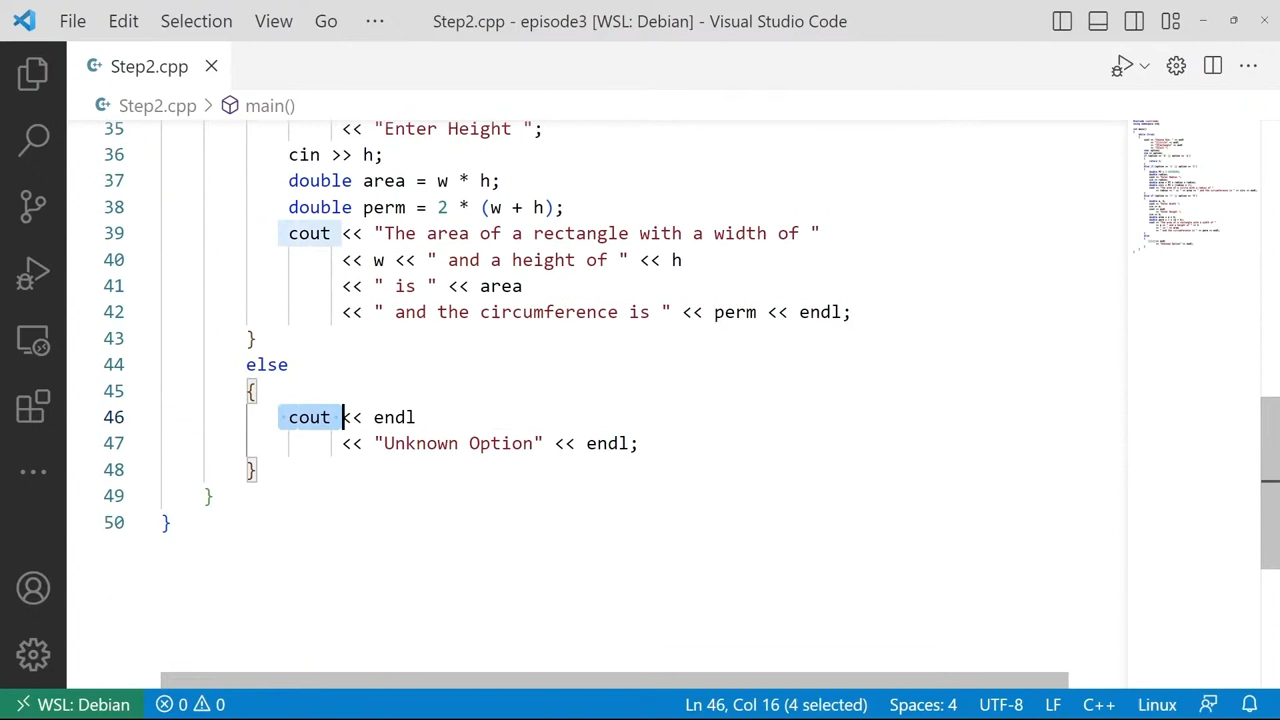 File Edit Selection View Go ··· Step2.cpp - episode3 [WSL: Debian] - Visual Studio Code
Step2.cpp
Step2.cpp > main()
35 << "Enter Height ";
36 cin >> h;
37 double area = w * h;
38 double perm = 2 * (w + h);
39 cout << "The area of a rectangle with a width of "
40 << w << " and a height of " << h
41 << " is " << area
42 << " and the circumference is " << perm << endl;
43 }
44 else
45 {
46 cout << endl
47 << "Unknown Option" << endl;
48 }
49 }
50 }
WSL: Debian 0 0 Ln 46, Col 16 (4 selected) Spaces: 4 UTF-8 LF C++ Linux